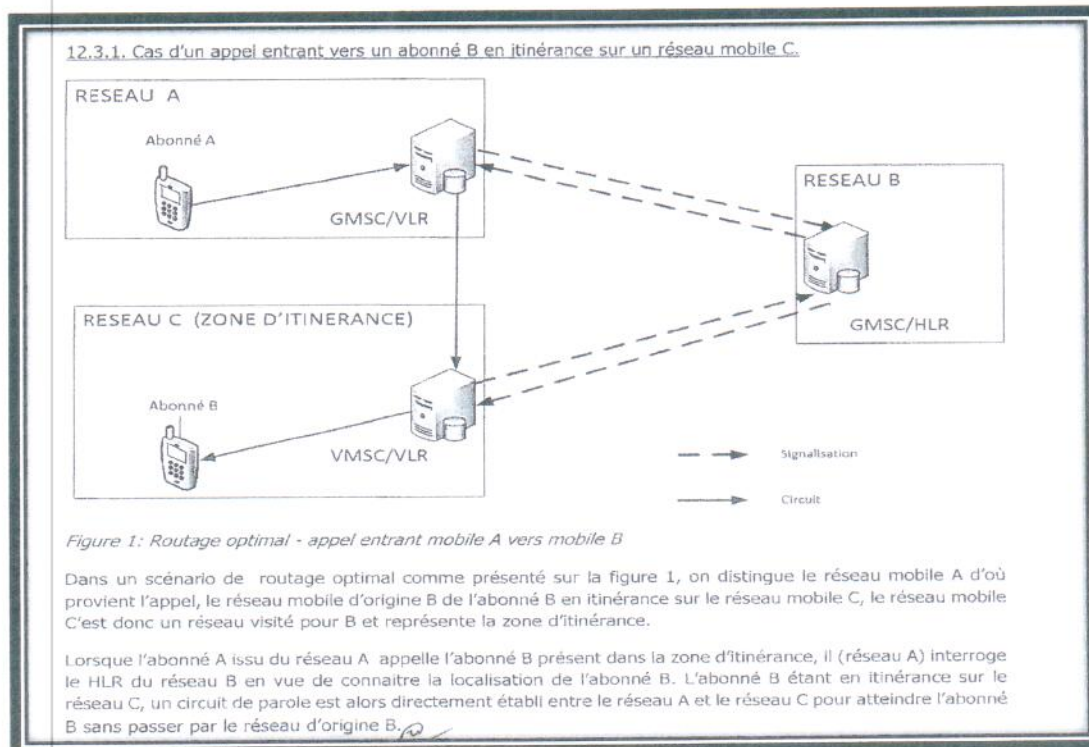 12.3.1. Cas d'un appel entrant vers un abonné B en itinérance sur un réseau mobile C.
RESEAU A
Abonné A
GMSC/VLR
RESEAU B
GMSC/HLR
RESEAU C (ZONE D'ITINERANCE)
Abonné B
VMSC/VLR
Signalisation
Circuit
Figure 1: Routage optimal - appel entrant mobile A vers mobile B
Dans un scénario de routage optimal comme présenté sur la figure 1, on distingue le réseau mobile A d'où
provient l'appel, le réseau mobile d'origine B de l'abonné B en itinérance sur le réseau mobile C, le réseau mobile
C'est donc un réseau visité pour B et représente la zone d'itinérance.
Lorsque l'abonné A issu du réseau A appelle l'abonné B présent dans la zone d'itinérance, il (réseau A) interroge
le HLR du réseau B en vue de connaitre la localisation de l'abonné B. L'abonné B étant en itinérance sur le
réseau C, un circuit de parole est alors directement établi entre le réseau A et le réseau C pour atteindre l'abonné
B sans passer par le réseau d'origine B.